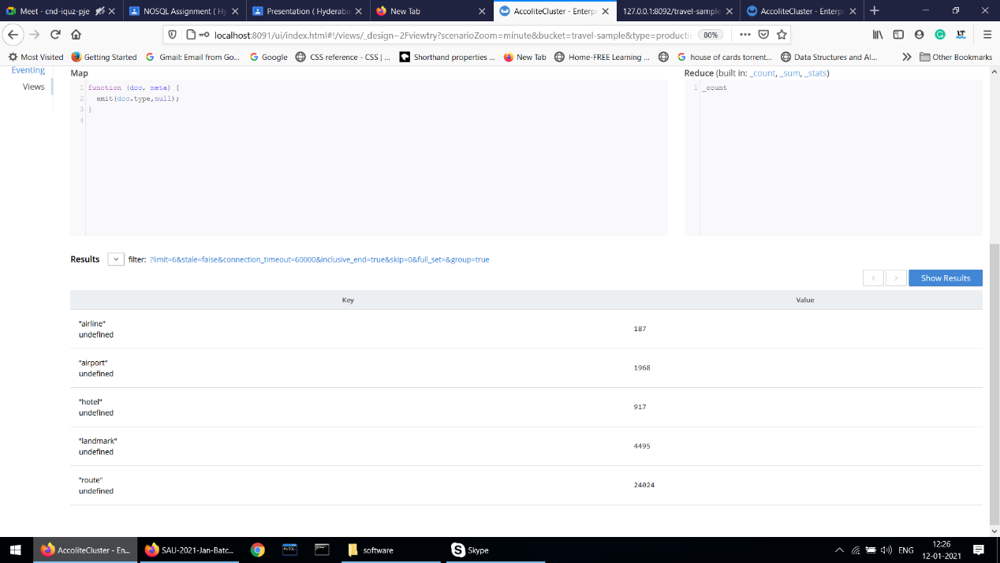 Meet - cnd-iquz-pje
NOSQL Assignment ( Hy
Presentation ( Hyderaba
New Tab
AccoliteCluster - Enterpr
127.0.0.1:8092/travel-sample
AccoliteCluster - Enterpr
localhost:8091/ui/index.html#!/views/_design~2Fviewtry?scenarioZoom=minute&bucket=travel-sample&type=productic
80%
Most Visited
Getting Started
Gmail: Email from Go...
Google
CSS reference - CSS | ...
Shorthand properties ...
New Tab
Home-FREE Learning ...
house of cards torrent...
Data Structures and Al...
Other Bookmarks
Eventing
Views
Map
1 function (doc, meta) {
2 emit(doc.type,null);
3 }
4
Reduce (built in: _count, _sum, _stats)
1 _count
Results
filter: ?limit=6&stale=false&connection_timeout=60000&inclusive_end=true&skip=0&full_set=&group=true
< > Show Results
Key Value
"airline"
undefined
187
"airport"
undefined
1968
"hotel"
undefined
917
"landmark"
undefined
4495
"route"
undefined
24024
AccoliteCluster - En...
SAU-2021-Jan-Batc...
software
Skype
ENG
12:26
12-01-2021